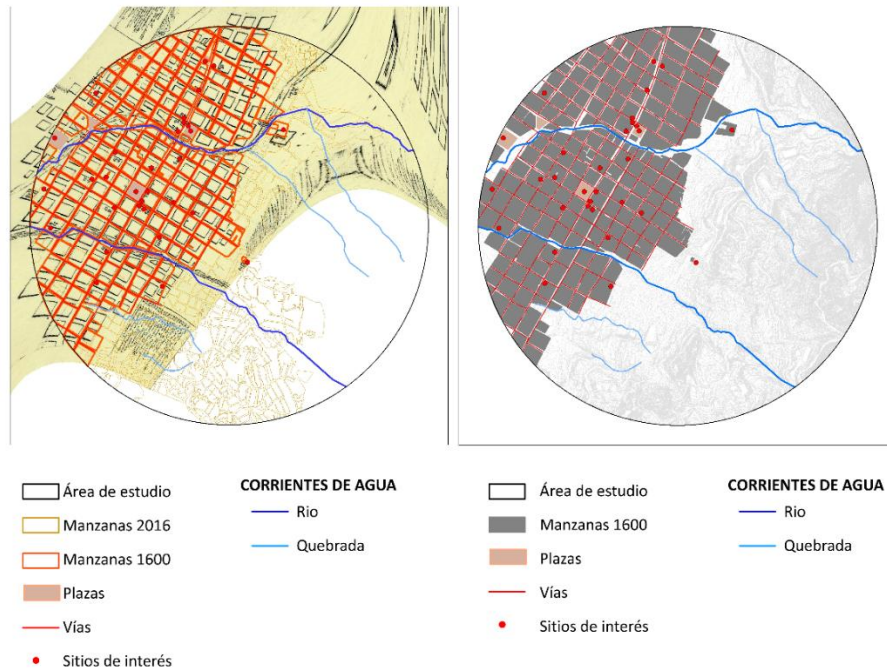 Área de estudio
Manzanas 2016
Manzanas 1600
Plazas
Vías
Sitios de interés
CORRIENTES DE AGUA
Rio
Quebrada
Área de estudio
Manzanas 1600
Plazas
Vías
Sitios de interés
CORRIENTES DE AGUA
Rio
Quebrada